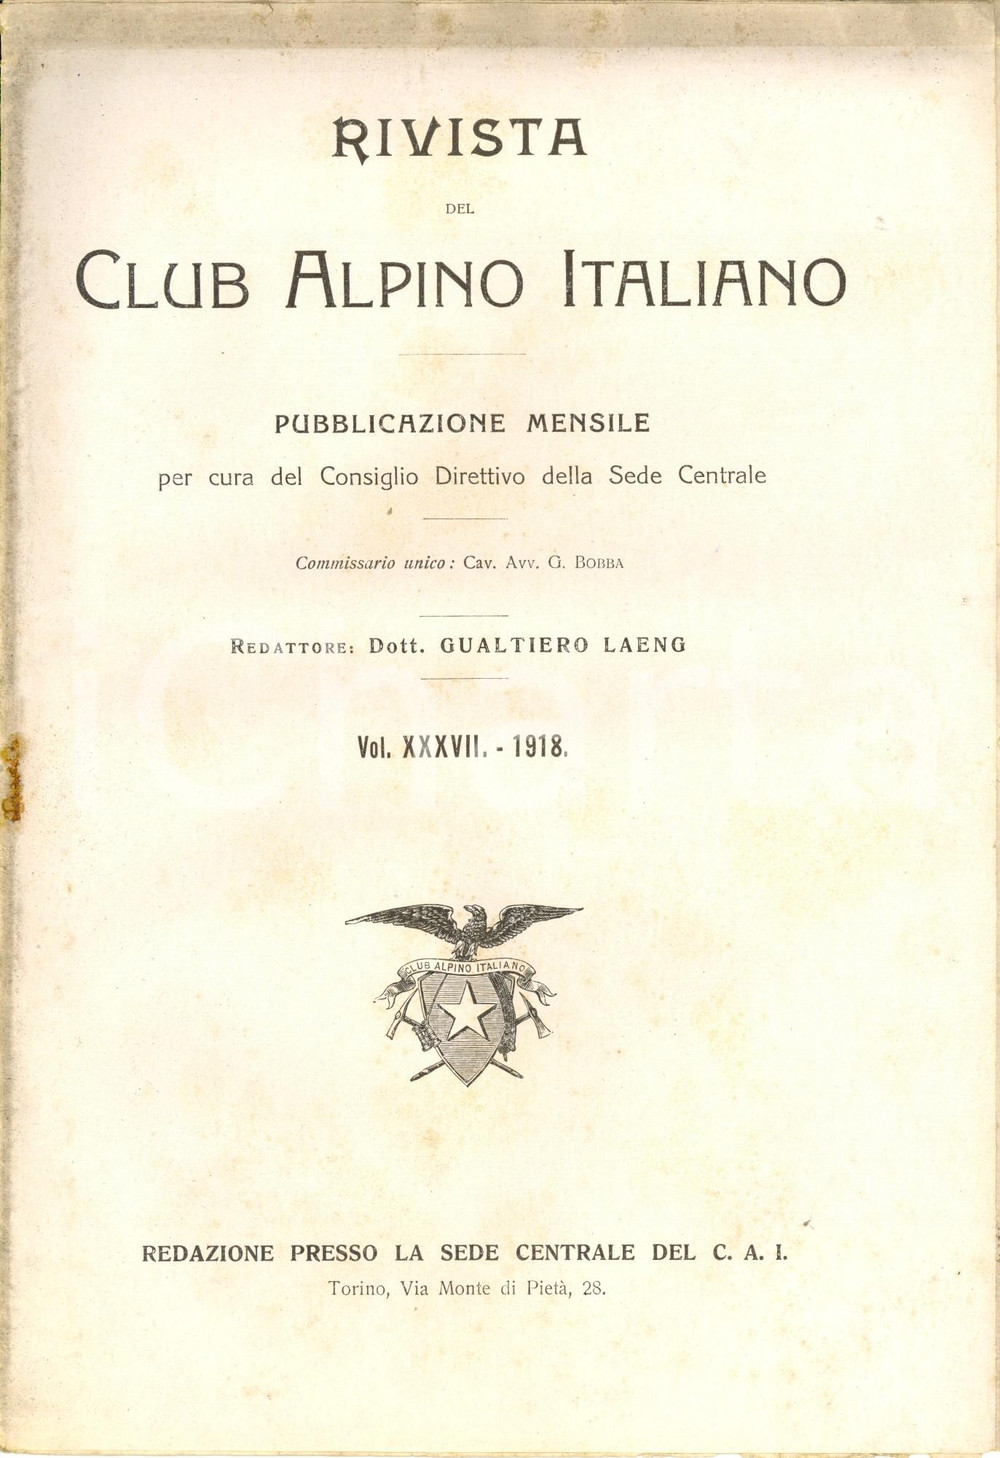 RIVISTA
DEL
CLUB ALPINO ITALIANO
PUBBLICAZIONE MENSILE
per cura del Consiglio Direttivo della Sede Centrale
Commissario unico: Cav. Avv. G. BOBBA
REDATTORE: Dott. GUALTIERO LAENG
Vol. XXXVII. - 1918.
CLUB ALPINO ITALIANO
REDAZIONE PRESSO LA SEDE CENTRALE DEL C. A. I.
Torino, Via Monte di Pietà, 28.